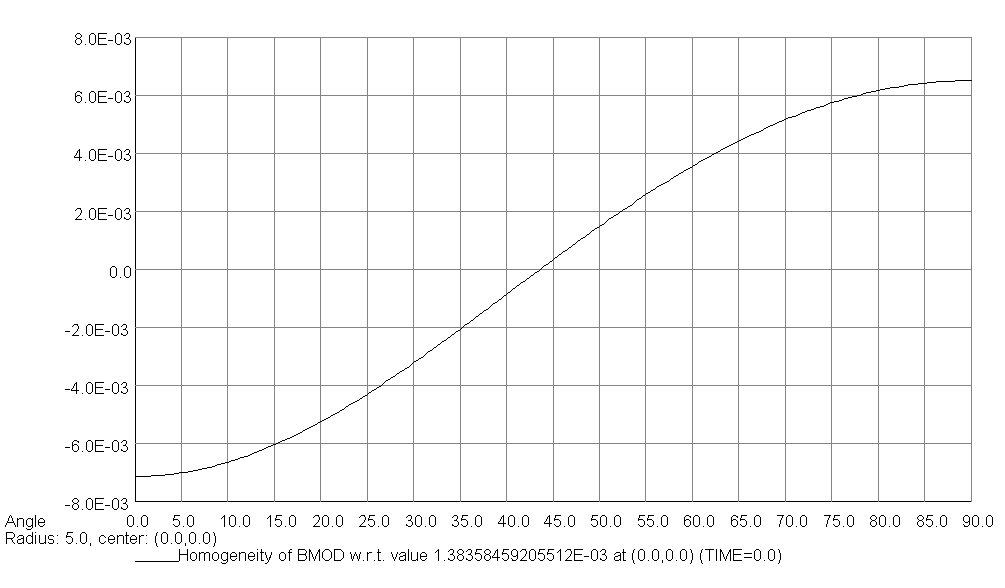 8.0E-03
6.0E-03
4.0E-03
2.0E-03
0.0
-2.0E-03
-4.0E-03
-6.0E-03
-8.0E-03
Angle 0.0 5.0 10.0 15.0 20.0 25.0 30.0 35.0 40.0 45.0 50.0 55.0 60.0 65.0 70.0 75.0 80.0 85.0 90.0
Radius: 5.0, center: (0.0,0.0)
Homogeneity of BMOD w.r.t. value 1.38358459205512E-03 at (0.0,0.0) (TIME=0.0)